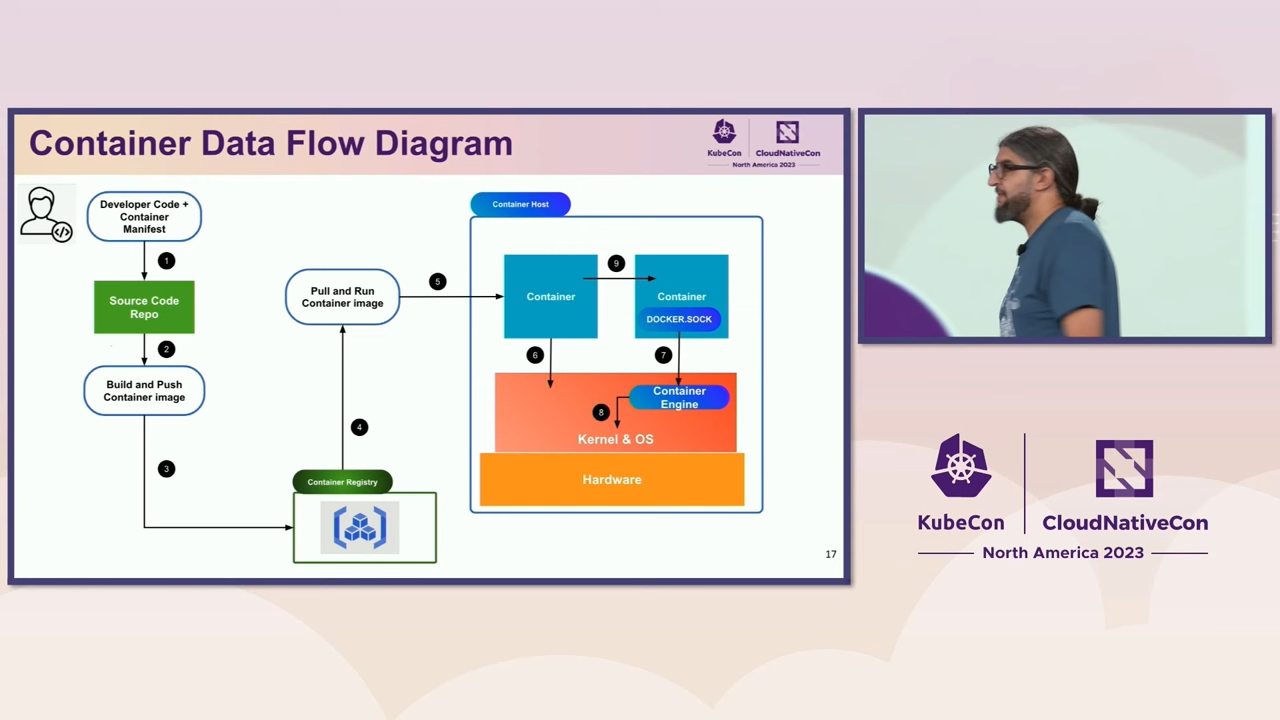 Container Data Flow Diagram
KubeCon
CloudNativeCon
North America 2023
Developer Code +
Container
Manifest
1
Source Code
Repo
2
Build and Push
Container image
3
Container Registry
4
Pull and Run
Container image
5
Container Host
Container
9
Container
DOCKER.SOCK
6
7
Container
Engine
8
Kernel & OS
Hardware
17
KubeCon
CloudNativeCon
North America 2023